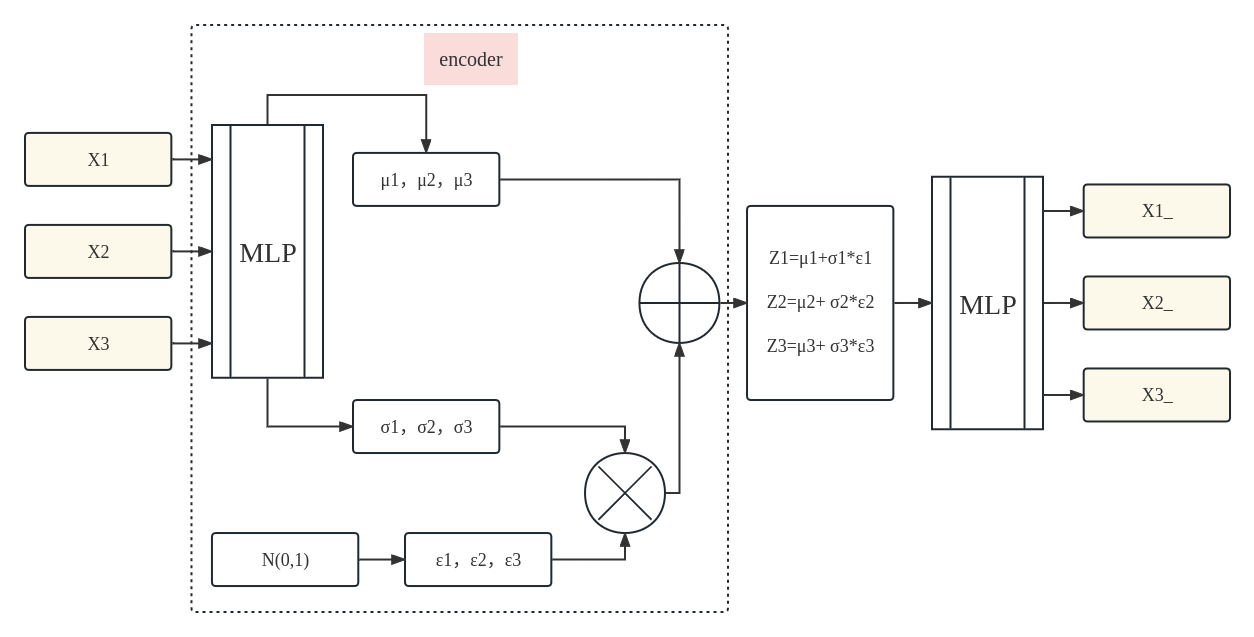 encoder
X1
X2
X3
MLP
μ1，μ2，μ3
σ1，σ2，σ3
N(0,1)
ε1，ε2，ε3
Z1=μ1+σ1*ε1
Z2=μ2+ σ2*ε2
Z3=μ3+ σ3*ε3
MLP
X1_
X2_
X3_